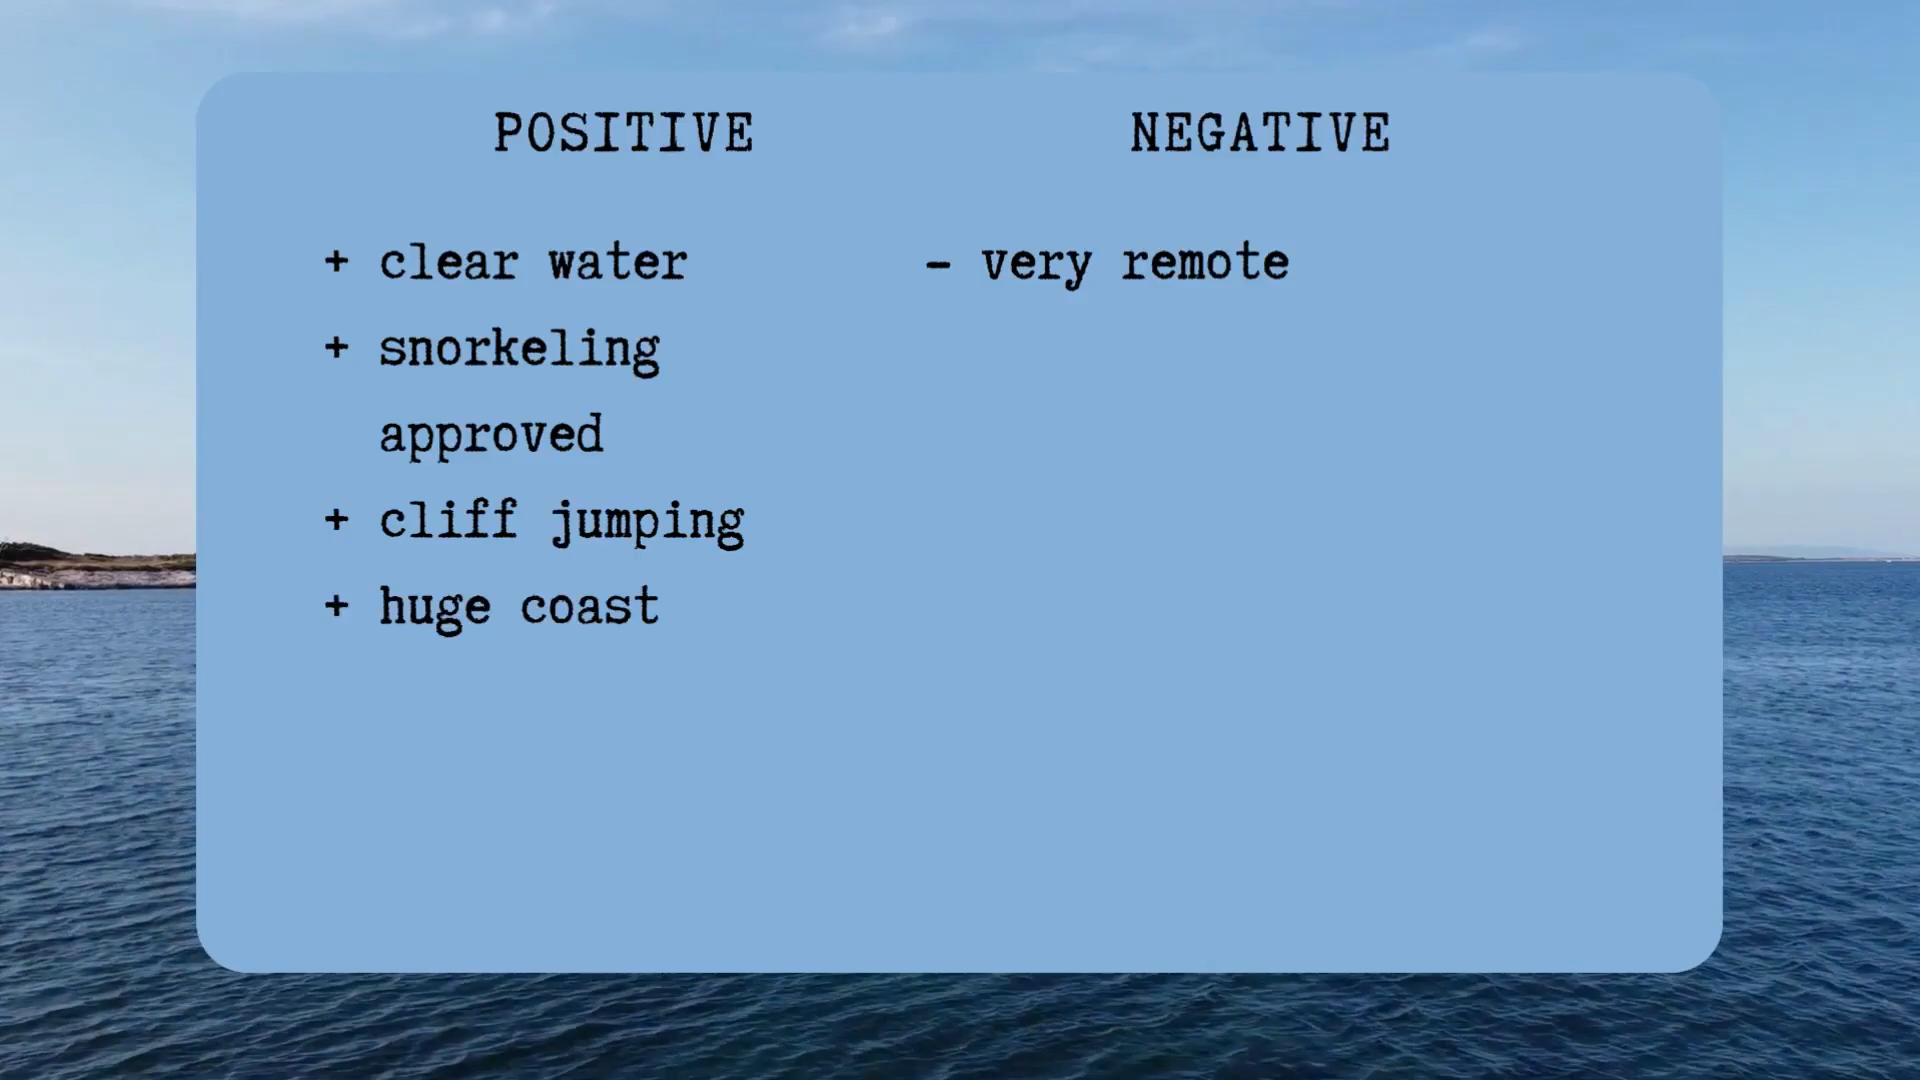 POSITIVE
NEGATIVE
+ clear water
- very remote
+ snorkeling
approved
+ cliff jumping
+ huge coast